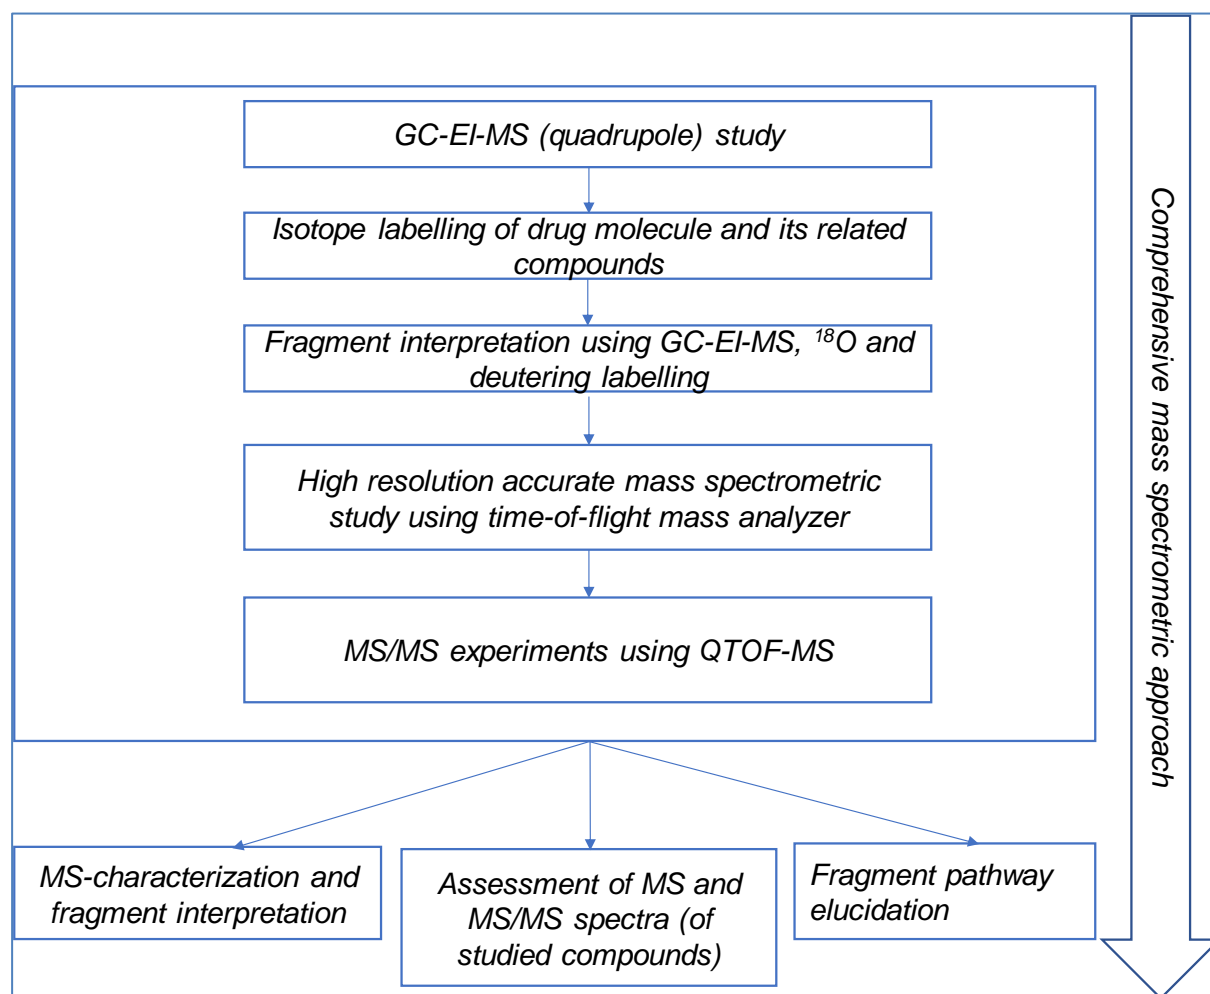 GC-EI-MS (quadrupole) study
Isotope labelling of drug molecule and its related
compounds
Fragment interpretation using GC-EI-MS, ¹⁸O and
deutering labelling
High resolution accurate mass spectrometric
study using time-of-flight mass analyzer
MS/MS experiments using QTOF-MS
MS-characterization and
fragment interpretation
Assessment of MS and
MS/MS spectra (of
studied compounds)
Fragment pathway
elucidation
Comprehensive mass spectrometric approach